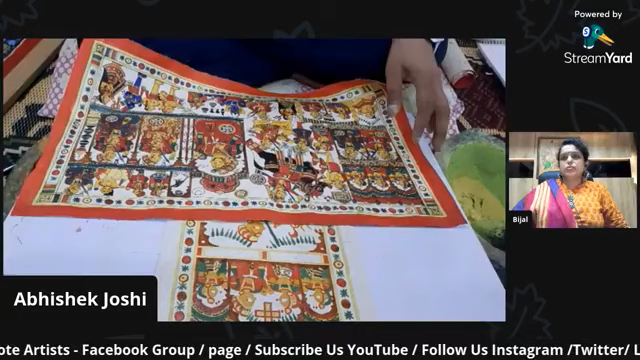 Powered by
StreamYard
Bijal
Abhishek Joshi
ote Artists - Facebook Group / page / Subscribe Us YouTube / Follow Us Instagram /Twitter/ L